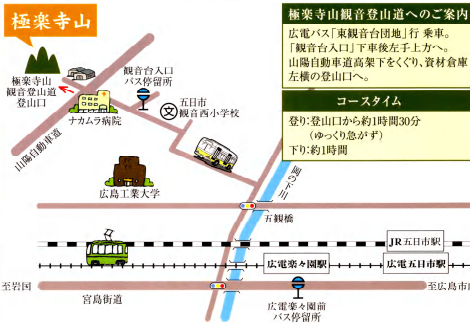 極楽寺山
極楽寺山観音登山道へのご案内
広電バス「東観音台団地」行 乗車。
「観音台入口」下車後左手上方へ。
山陽自動車道高架下をくぐり、資材倉庫
左横の登山口へ。
コースタイム
登り:登山口から約1時間30分
(ゆっくり急がず)
下り:約1時間
極楽寺山
観音登山道
登山口
観音台入口
バス停留所
五日市
観音西小学校
文
ナカムラ病院
山陽自動車道
広島工業大学
岡の下川
五観橋
JR五日市駅
広電楽々園駅
広電五日市駅
至岩国
宮島街道
広電楽々園前
バス停留所
至広島市内